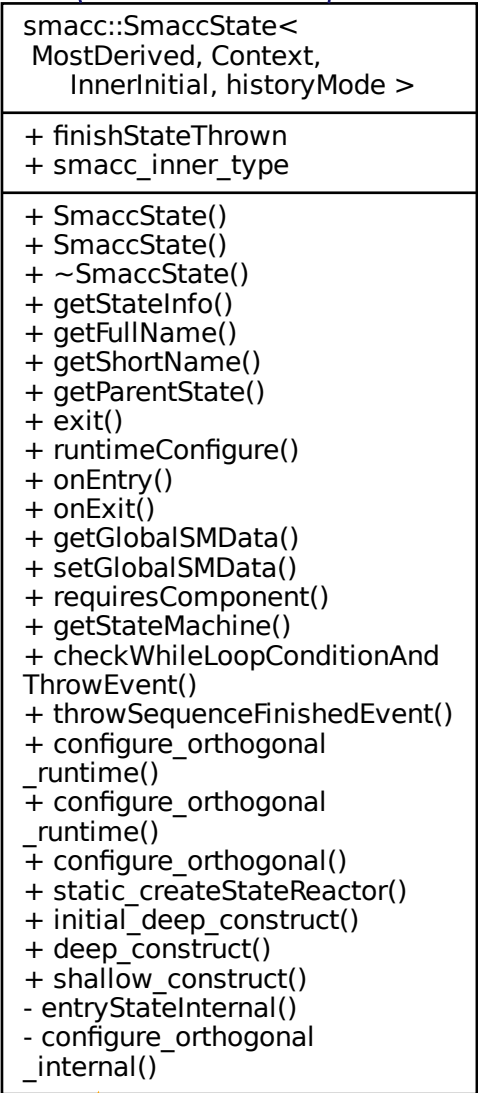 smacc::SmaccState<
MostDerived, Context,
InnerInitial, historyMode >
+ finishStateThrown
+ smacc_inner_type
+ SmaccState()
+ SmaccState()
+ ~SmaccState()
+ getStateInfo()
+ getFullName()
+ getShortName()
+ getParentState()
+ exit()
+ runtimeConfigure()
+ onEntry()
+ onExit()
+ getGlobalSMData()
+ setGlobalSMData()
+ requiresComponent()
+ getStateMachine()
+ checkWhileLoopConditionAnd
ThrowEvent()
+ throwSequenceFinishedEvent()
+ configure_orthogonal
_runtime()
+ configure_orthogonal
_runtime()
+ configure_orthogonal()
+ static_createStateReactor()
+ initial_deep_construct()
+ deep_construct()
+ shallow_construct()
- entryStateInternal()
- configure_orthogonal
_internal()